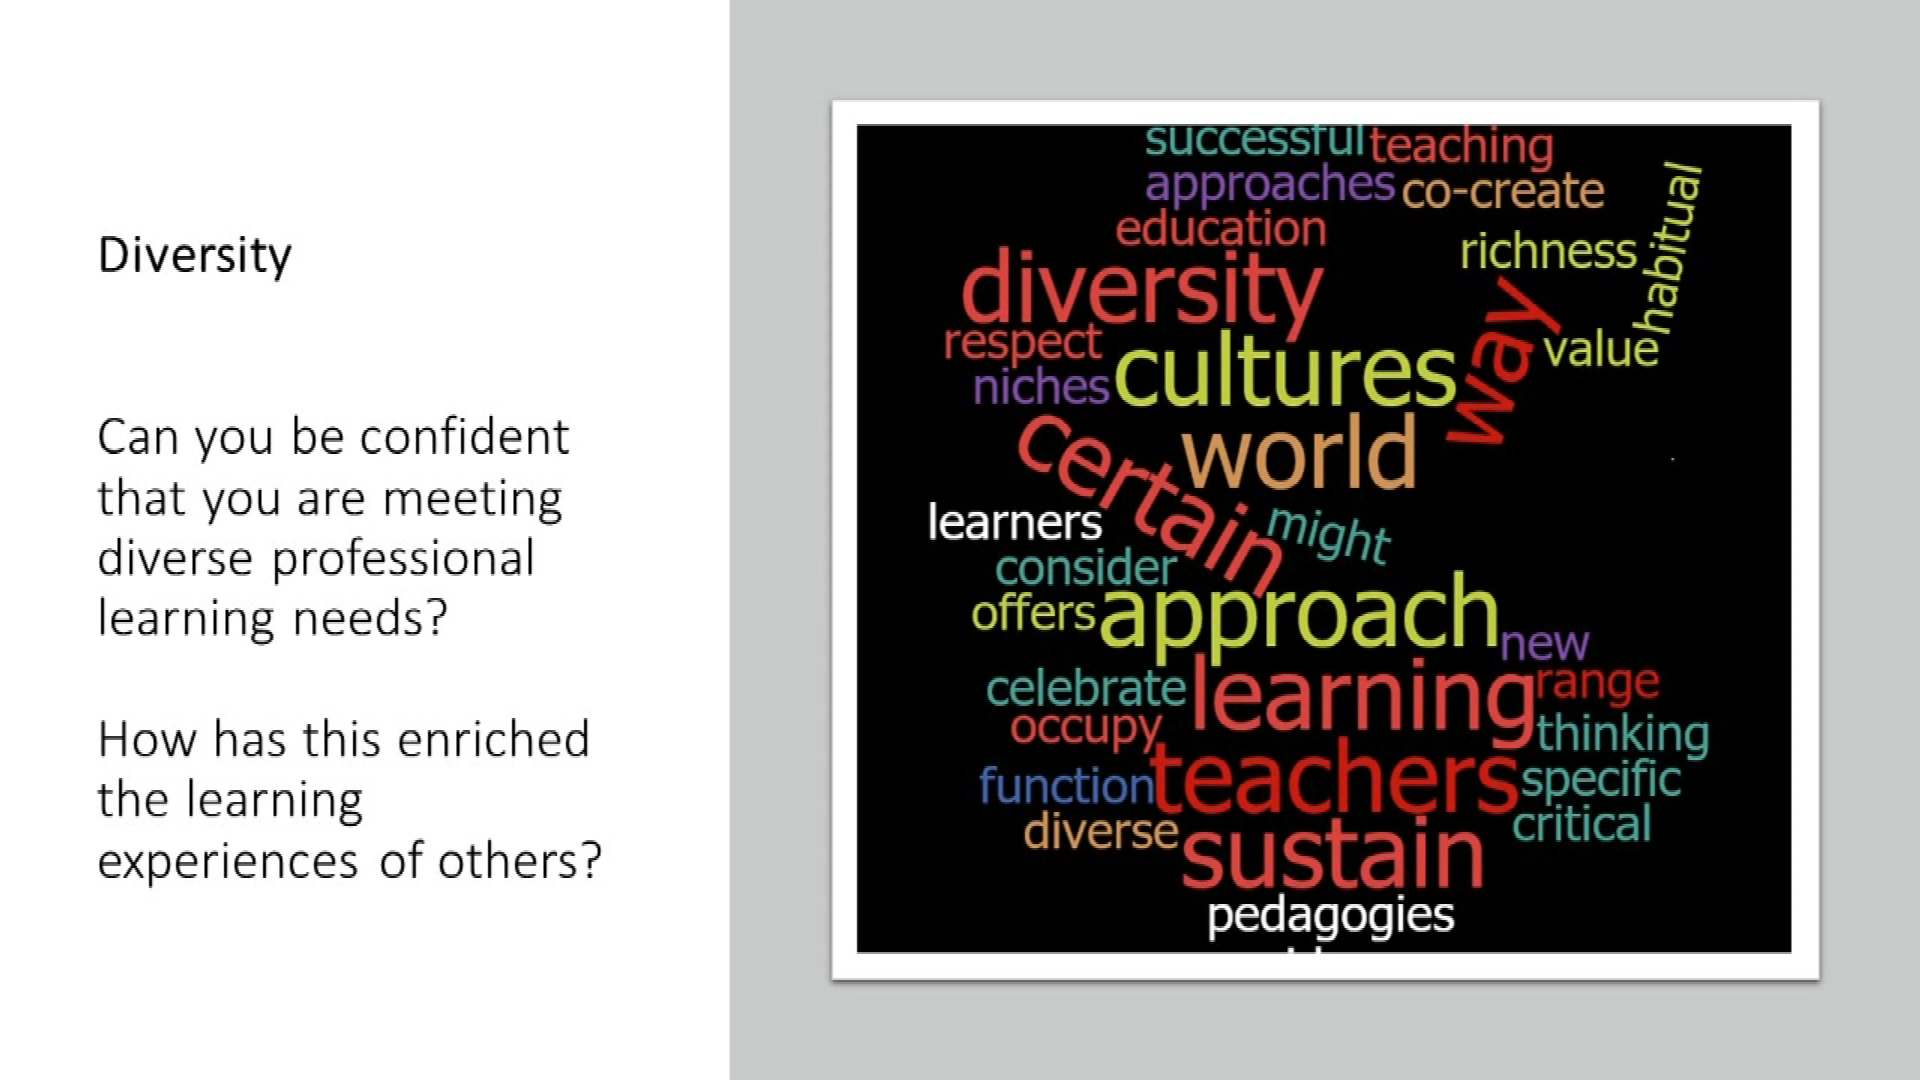 Diversity
Can you be confident
that you are meeting
diverse professional
learning needs?
How has this enriched
the learning
experiences of others?
successful teaching
approaches co-create
education
richness habitual
diversity
way
respect
cultures value
niches
world
certain
learners might
consider
offers approach
new
celebrate learning range
occupy thinking
function teachers specific
diverse critical
sustain
pedagogies